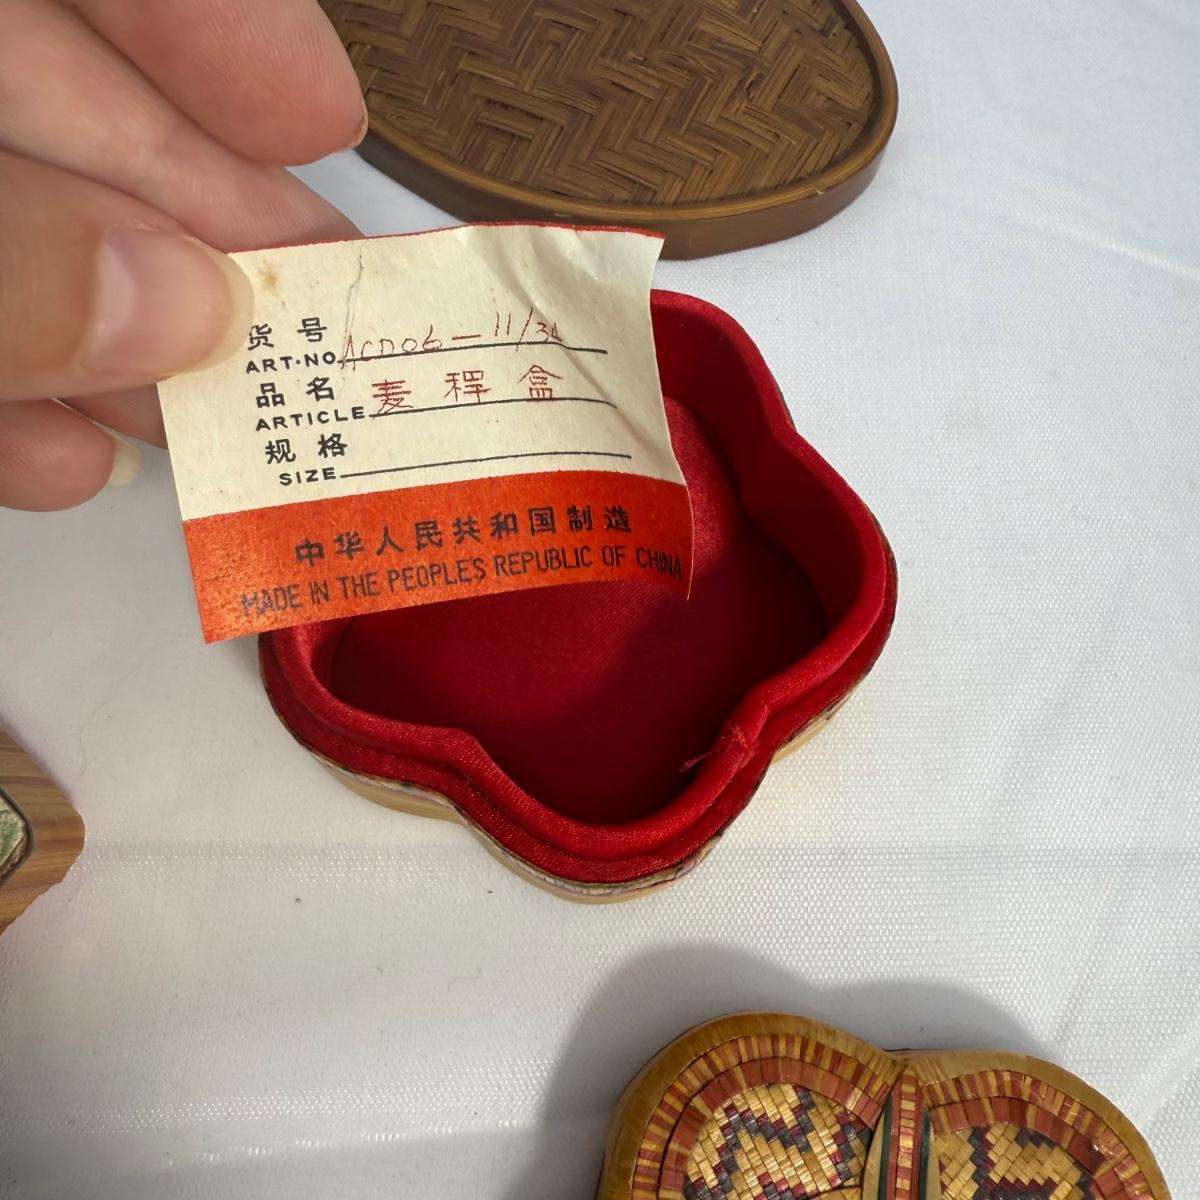 货号
ART·NO. ACD06-11/34
品名 麦稈盒
ARTICLE
规格
SIZE
中华人民共和国制造
MADE IN THE PEOPLE'S REPUBLIC OF CHINA